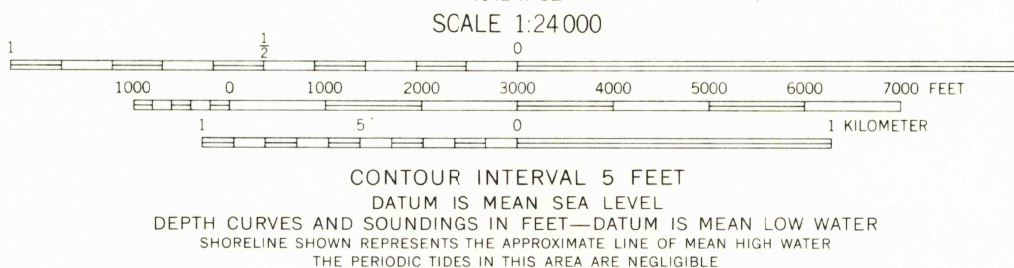 SCALE 1:24 000
1 1/2 0
1000 0 1000 2000 3000 4000 5000 6000 7000 FEET
1 .5 0 1 KILOMETER
CONTOUR INTERVAL 5 FEET
DATUM IS MEAN SEA LEVEL
DEPTH CURVES AND SOUNDINGS IN FEET—DATUM IS MEAN LOW WATER
SHORELINE SHOWN REPRESENTS THE APPROXIMATE LINE OF MEAN HIGH WATER
THE PERIODIC TIDES IN THIS AREA ARE NEGLIGIBLE